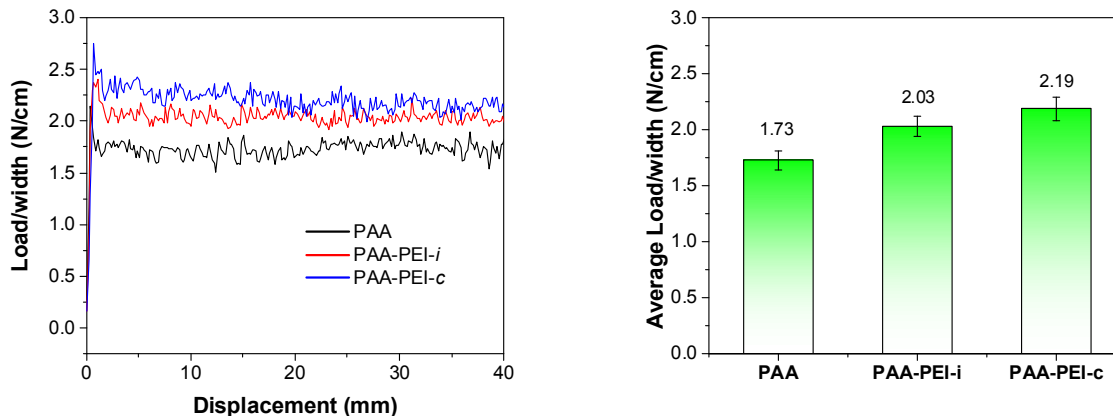 3.0
2.5
2.0
1.5
1.0
0.5
0.0
Load/width (N/cm)
PAA
PAA-PEI-i
PAA-PEI-c
0 10 20 30 40
Displacement (mm)
3.0
2.5
2.0
1.5
1.0
0.5
0.0
Average Load/width (N/cm)
1.73
2.03
2.19
PAA PAA-PEI-i PAA-PEI-c